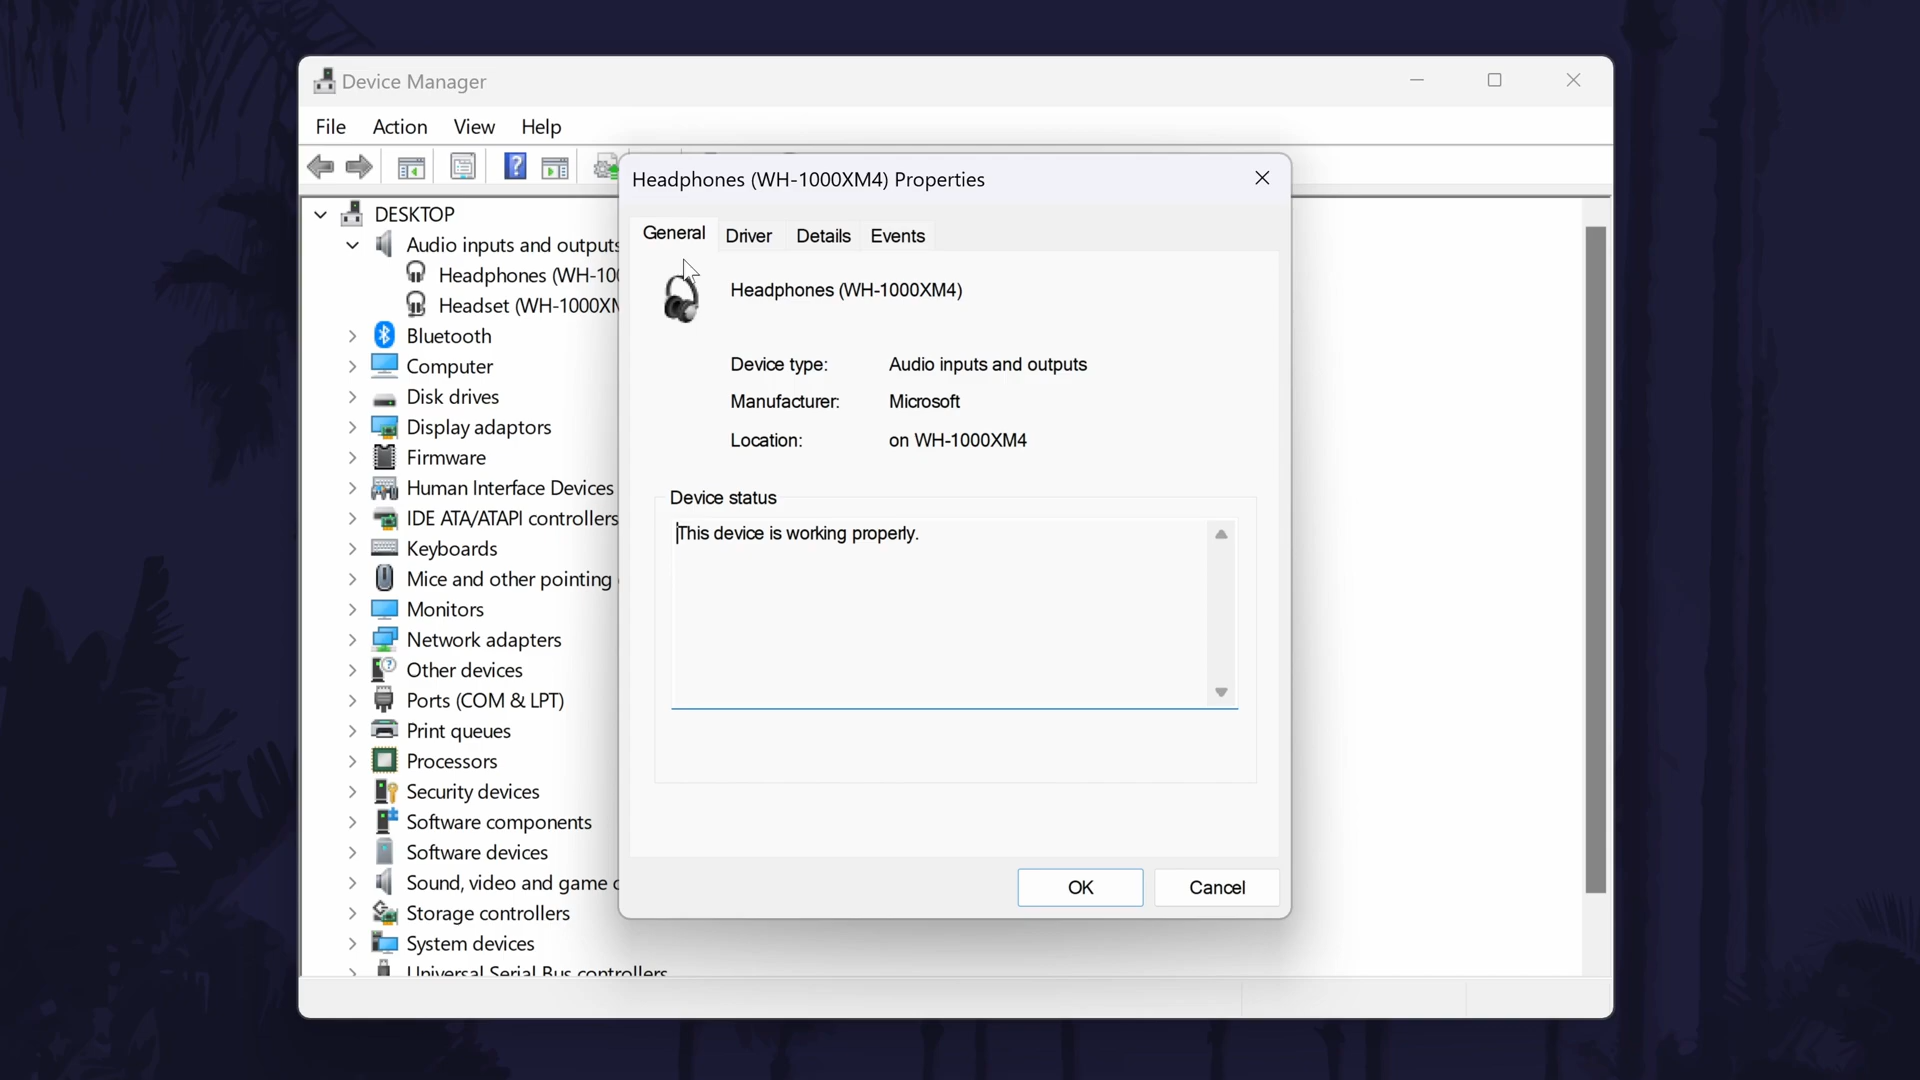 Device Manager
File Action View Help
DESKTOP
Audio inputs and outputs
Headphones (WH-10
Headset (WH-1000X
Bluetooth
Computer
Disk drives
Display adaptors
Firmware
Human Interface Devices
IDE ATA/ATAPI controllers
Keyboards
Mice and other pointing
Monitors
Network adapters
Other devices
Ports (COM & LPT)
Print queues
Processors
Security devices
Software components
Software devices
Sound, video and game
Storage controllers
System devices
Universal Serial Bus controllers
Headphones (WH-1000XM4) Properties
General Driver Details Events
Headphones (WH-1000XM4)
Device type: Audio inputs and outputs
Manufacturer: Microsoft
Location: on WH-1000XM4
Device status
This device is working properly.
OK Cancel